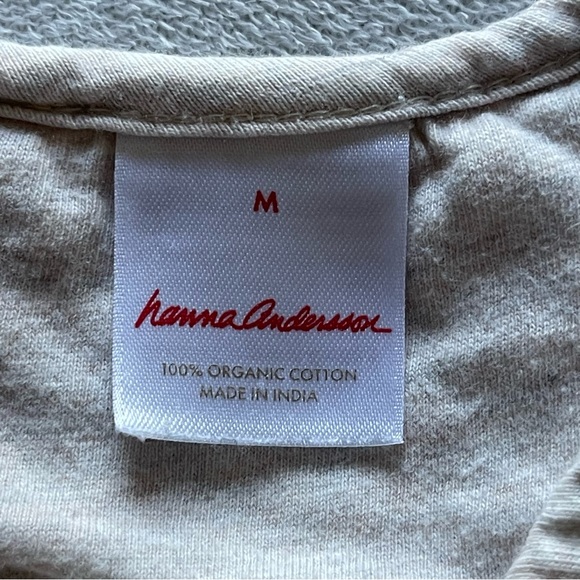 M
hanna Andersson
100% ORGANIC COTTON
MADE IN INDIA